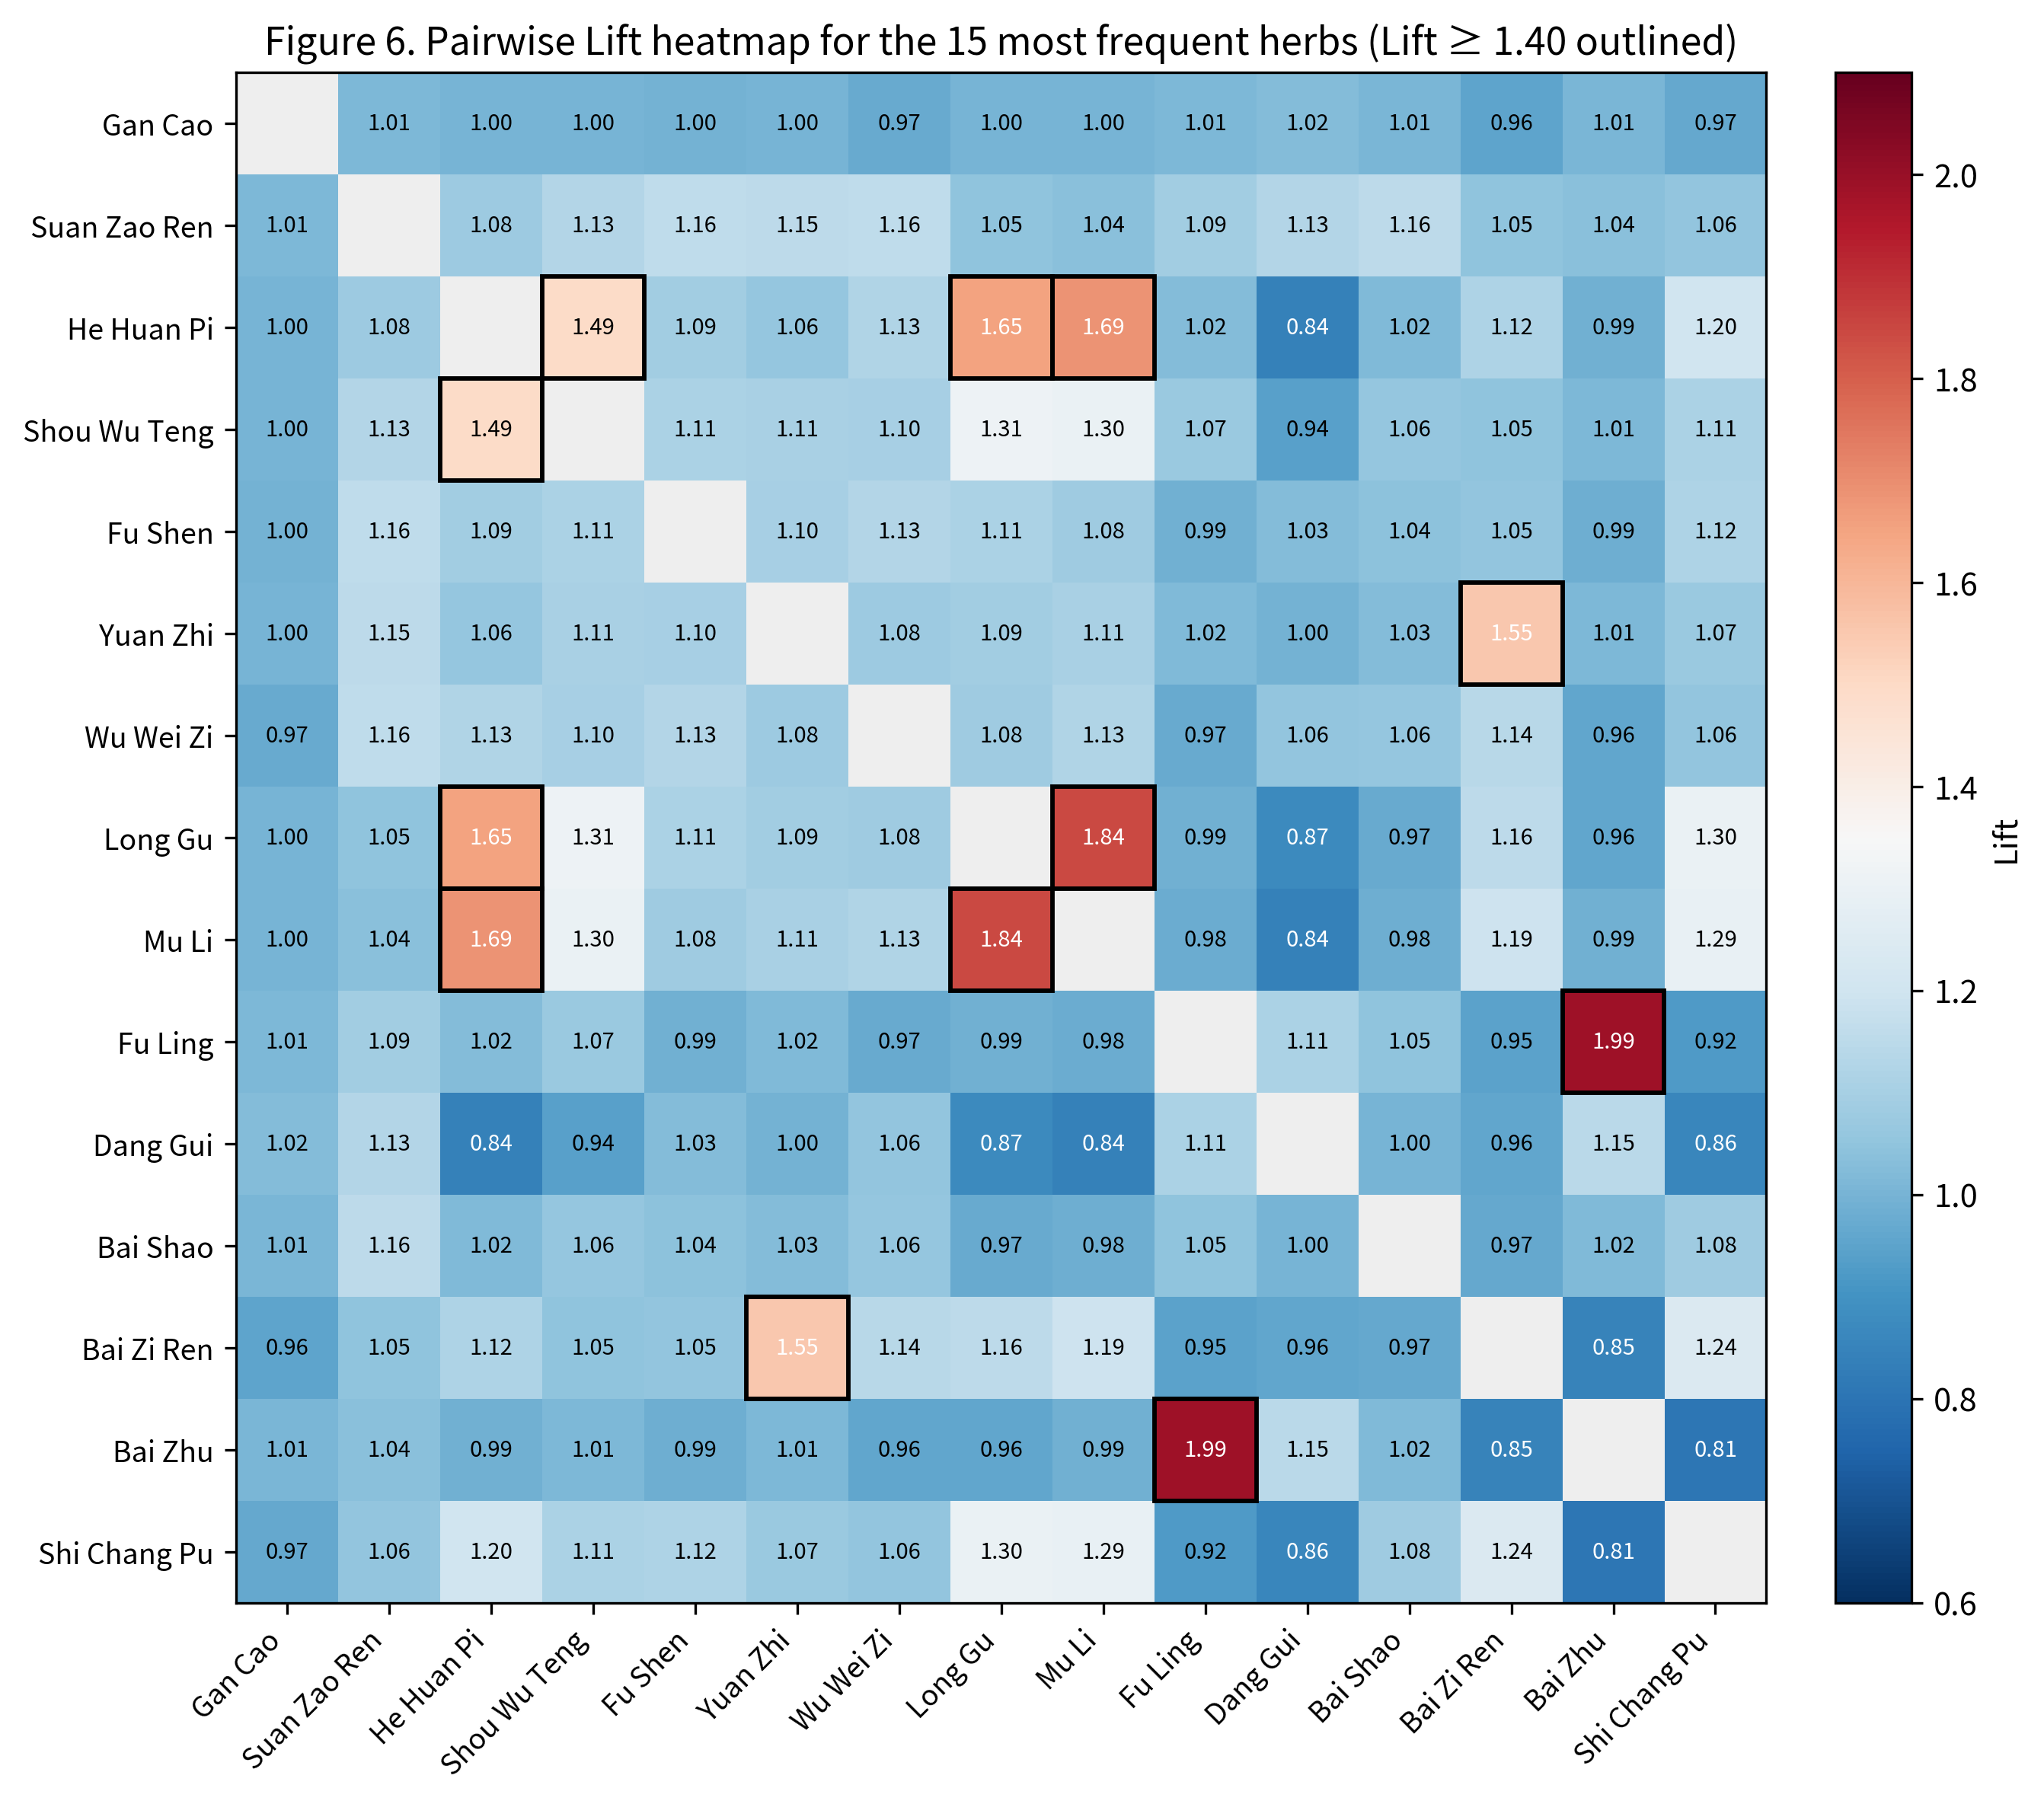 Figure 6. Pairwise Lift heatmap for the 15 most frequent herbs (Lift ≥ 1.40 outlined)
Gan Cao 1.01 1.00 1.00 1.00 1.00 0.97 1.00 1.00 1.01 1.02 1.01 0.96 1.01 0.97
Suan Zao Ren 1.01 1.08 1.13 1.16 1.15 1.16 1.05 1.04 1.09 1.13 1.16 1.05 1.04 1.06
He Huan Pi 1.00 1.08 1.49 1.09 1.06 1.13 1.65 1.69 1.02 0.84 1.02 1.12 0.99 1.20
Shou Wu Teng 1.00 1.13 1.49 1.11 1.11 1.10 1.31 1.30 1.07 0.94 1.06 1.05 1.01 1.11
Fu Shen 1.00 1.16 1.09 1.11 1.10 1.13 1.11 1.08 0.99 1.03 1.04 1.05 0.99 1.12
Yuan Zhi 1.00 1.15 1.06 1.11 1.10 1.08 1.09 1.11 1.02 1.00 1.03 1.55 1.01 1.07
Wu Wei Zi 0.97 1.16 1.13 1.10 1.13 1.08 1.08 1.13 0.97 1.06 1.06 1.14 0.96 1.06
Long Gu 1.00 1.05 1.65 1.31 1.11 1.09 1.08 1.84 0.99 0.87 0.97 1.16 0.96 1.30
Mu Li 1.00 1.04 1.69 1.30 1.08 1.11 1.13 1.84 0.98 0.84 0.98 1.19 0.99 1.29
Fu Ling 1.01 1.09 1.02 1.07 0.99 1.02 0.97 0.99 0.98 1.11 1.05 0.95 1.99 0.92
Dang Gui 1.02 1.13 0.84 0.94 1.03 1.00 1.06 0.87 0.84 1.11 1.00 0.96 1.15 0.86
Bai Shao 1.01 1.16 1.02 1.06 1.04 1.03 1.06 0.97 0.98 1.05 1.00 0.97 1.02 1.08
Bai Zi Ren 0.96 1.05 1.12 1.05 1.05 1.55 1.14 1.16 1.19 0.95 0.96 0.97 0.85 1.24
Bai Zhu 1.01 1.04 0.99 1.01 0.99 1.01 0.96 0.96 0.99 1.99 1.15 1.02 0.85 0.81
Shi Chang Pu 0.97 1.06 1.20 1.11 1.12 1.07 1.06 1.30 1.29 0.92 0.86 1.08 1.24 0.81
Gan Cao
Suan Zao Ren
He Huan Pi
Shou Wu Teng
Fu Shen
Yuan Zhi
Wu Wei Zi
Long Gu
Mu Li
Fu Ling
Dang Gui
Bai Shao
Bai Zi Ren
Bai Zhu
Shi Chang Pu
2.0
1.8
1.6
1.4
1.2
1.0
0.8
0.6
Lift